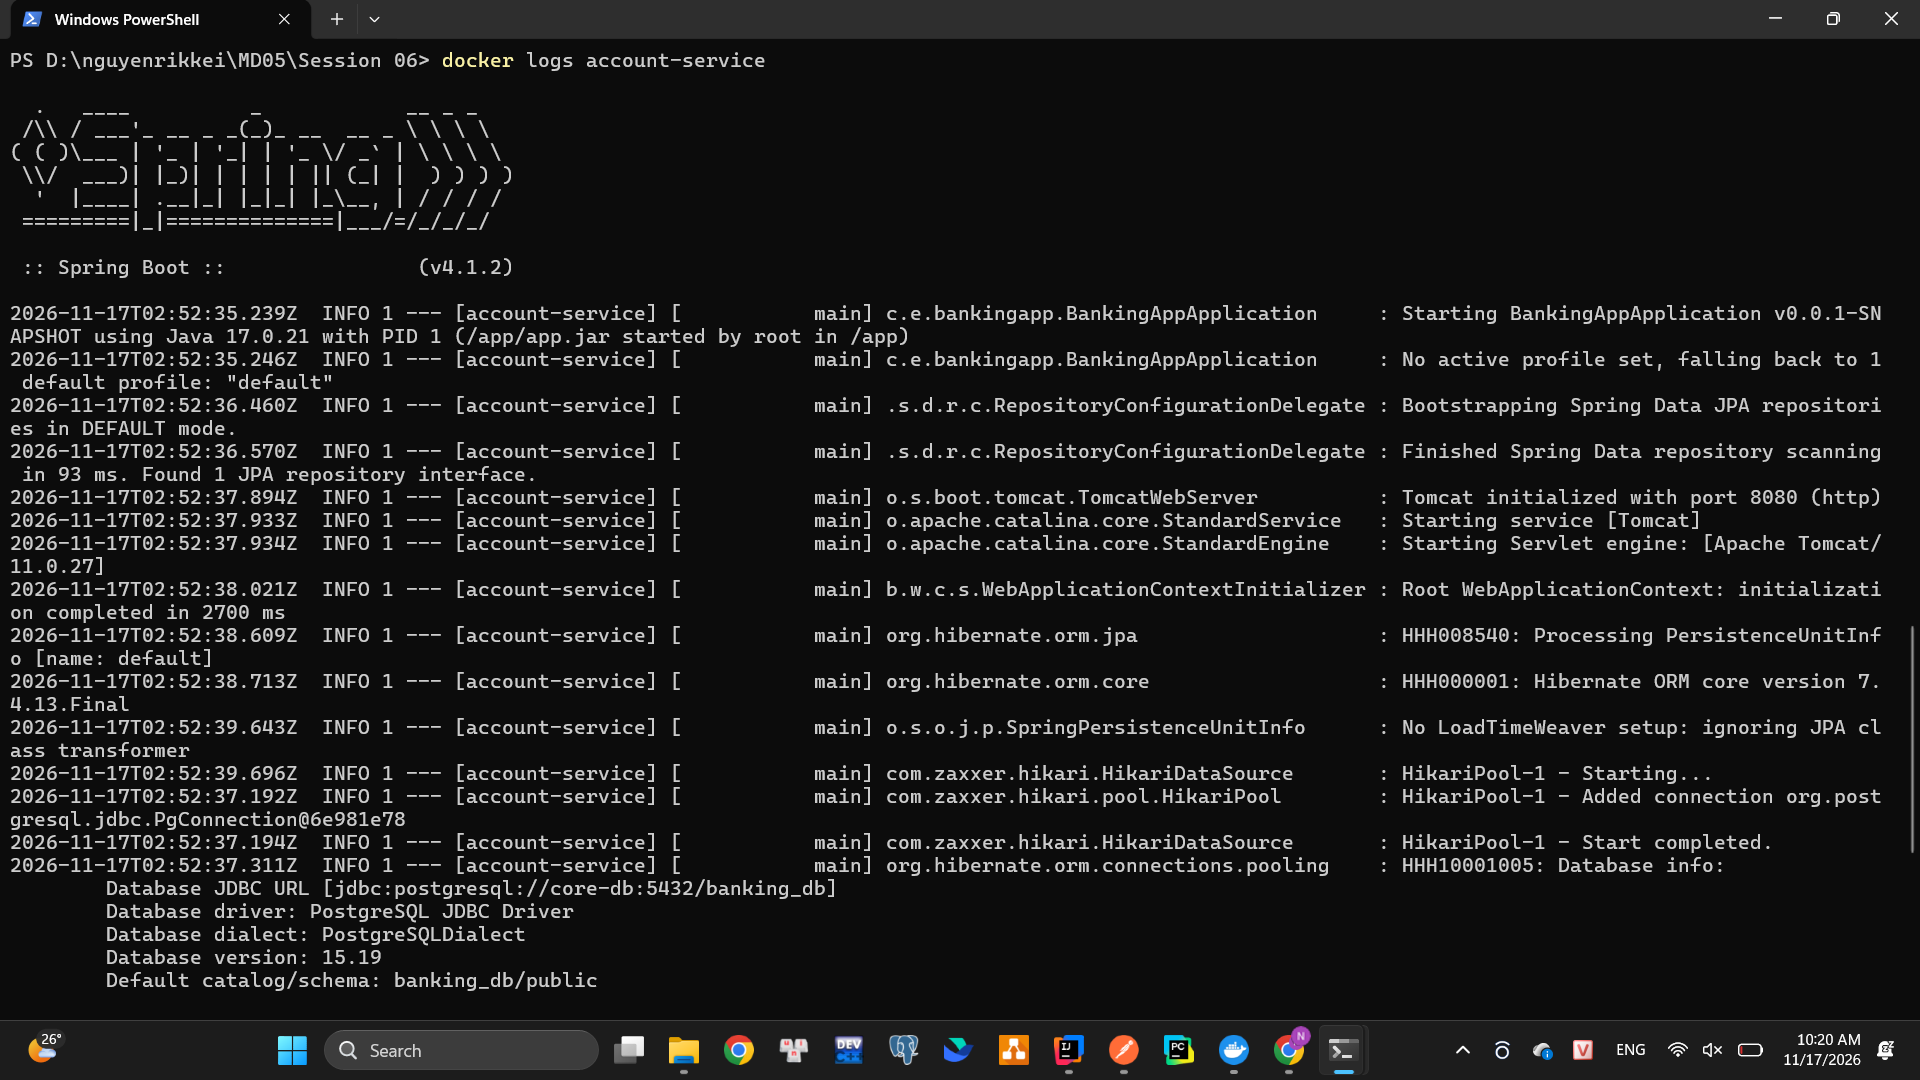 Windows PowerShell
PS D:\nguyenrikkei\MD05\Session 06> docker logs account-service
  .   ____          _            __ _ _
 /\\ / ___'_ __ _ _(_)_ __  __ _ \ \ \ \
( ( )\___ | '_ | '_| | '_ \/ _` | \ \ \ \
 \\/  ___)| |_)| | | | | || (_| |  ) ) ) )
  '  |____| .__|_| |_|_| |_\__, | / / / /
 =========|_|==============|___/=/_/_/_/
 :: Spring Boot ::                (v4.1.2)
2026-11-17T02:52:35.239Z  INFO 1 --- [account-service] [           main] c.e.bankingapp.BankingAppApplication     : Starting BankingAppApplication v0.0.1-SN
APSHOT using Java 17.0.21 with PID 1 (/app/app.jar started by root in /app)
2026-11-17T02:52:35.246Z  INFO 1 --- [account-service] [           main] c.e.bankingapp.BankingAppApplication     : No active profile set, falling back to 1
 default profile: "default"
2026-11-17T02:52:36.460Z  INFO 1 --- [account-service] [           main] .s.d.r.c.RepositoryConfigurationDelegate : Bootstrapping Spring Data JPA repositori
es in DEFAULT mode.
2026-11-17T02:52:36.570Z  INFO 1 --- [account-service] [           main] .s.d.r.c.RepositoryConfigurationDelegate : Finished Spring Data repository scanning
 in 93 ms. Found 1 JPA repository interface.
2026-11-17T02:52:37.894Z  INFO 1 --- [account-service] [           main] o.s.boot.tomcat.TomcatWebServer          : Tomcat initialized with port 8080 (http)
2026-11-17T02:52:37.933Z  INFO 1 --- [account-service] [           main] o.apache.catalina.core.StandardService   : Starting service [Tomcat]
2026-11-17T02:52:37.934Z  INFO 1 --- [account-service] [           main] o.apache.catalina.core.StandardEngine    : Starting Servlet engine: [Apache Tomcat/
11.0.27]
2026-11-17T02:52:38.021Z  INFO 1 --- [account-service] [           main] b.w.c.s.WebApplicationContextInitializer : Root WebApplicationContext: initializati
on completed in 2700 ms
2026-11-17T02:52:38.609Z  INFO 1 --- [account-service] [           main] org.hibernate.orm.jpa                    : HHH008540: Processing PersistenceUnitInf
o [name: default]
2026-11-17T02:52:38.713Z  INFO 1 --- [account-service] [           main] org.hibernate.orm.core                   : HHH000001: Hibernate ORM core version 7.
4.13.Final
2026-11-17T02:52:39.643Z  INFO 1 --- [account-service] [           main] o.s.o.j.p.SpringPersistenceUnitInfo      : No LoadTimeWeaver setup: ignoring JPA cl
ass transformer
2026-11-17T02:52:39.696Z  INFO 1 --- [account-service] [           main] com.zaxxer.hikari.HikariDataSource       : HikariPool-1 - Starting...
2026-11-17T02:52:37.192Z  INFO 1 --- [account-service] [           main] com.zaxxer.hikari.pool.HikariPool        : HikariPool-1 - Added connection org.post
gresql.jdbc.PgConnection@6e981e78
2026-11-17T02:52:37.194Z  INFO 1 --- [account-service] [           main] com.zaxxer.hikari.HikariDataSource       : HikariPool-1 - Start completed.
2026-11-17T02:52:37.311Z  INFO 1 --- [account-service] [           main] org.hibernate.orm.connections.pooling    : HHH10001005: Database info:
        Database JDBC URL [jdbc:postgresql://core-db:5432/banking_db]
        Database driver: PostgreSQL JDBC Driver
        Database dialect: PostgreSQLDialect
        Database version: 15.19
        Default catalog/schema: banking_db/public
26°
Search
DEV
IJ
PC
N
V
ENG
10:20 AM
11/17/2026